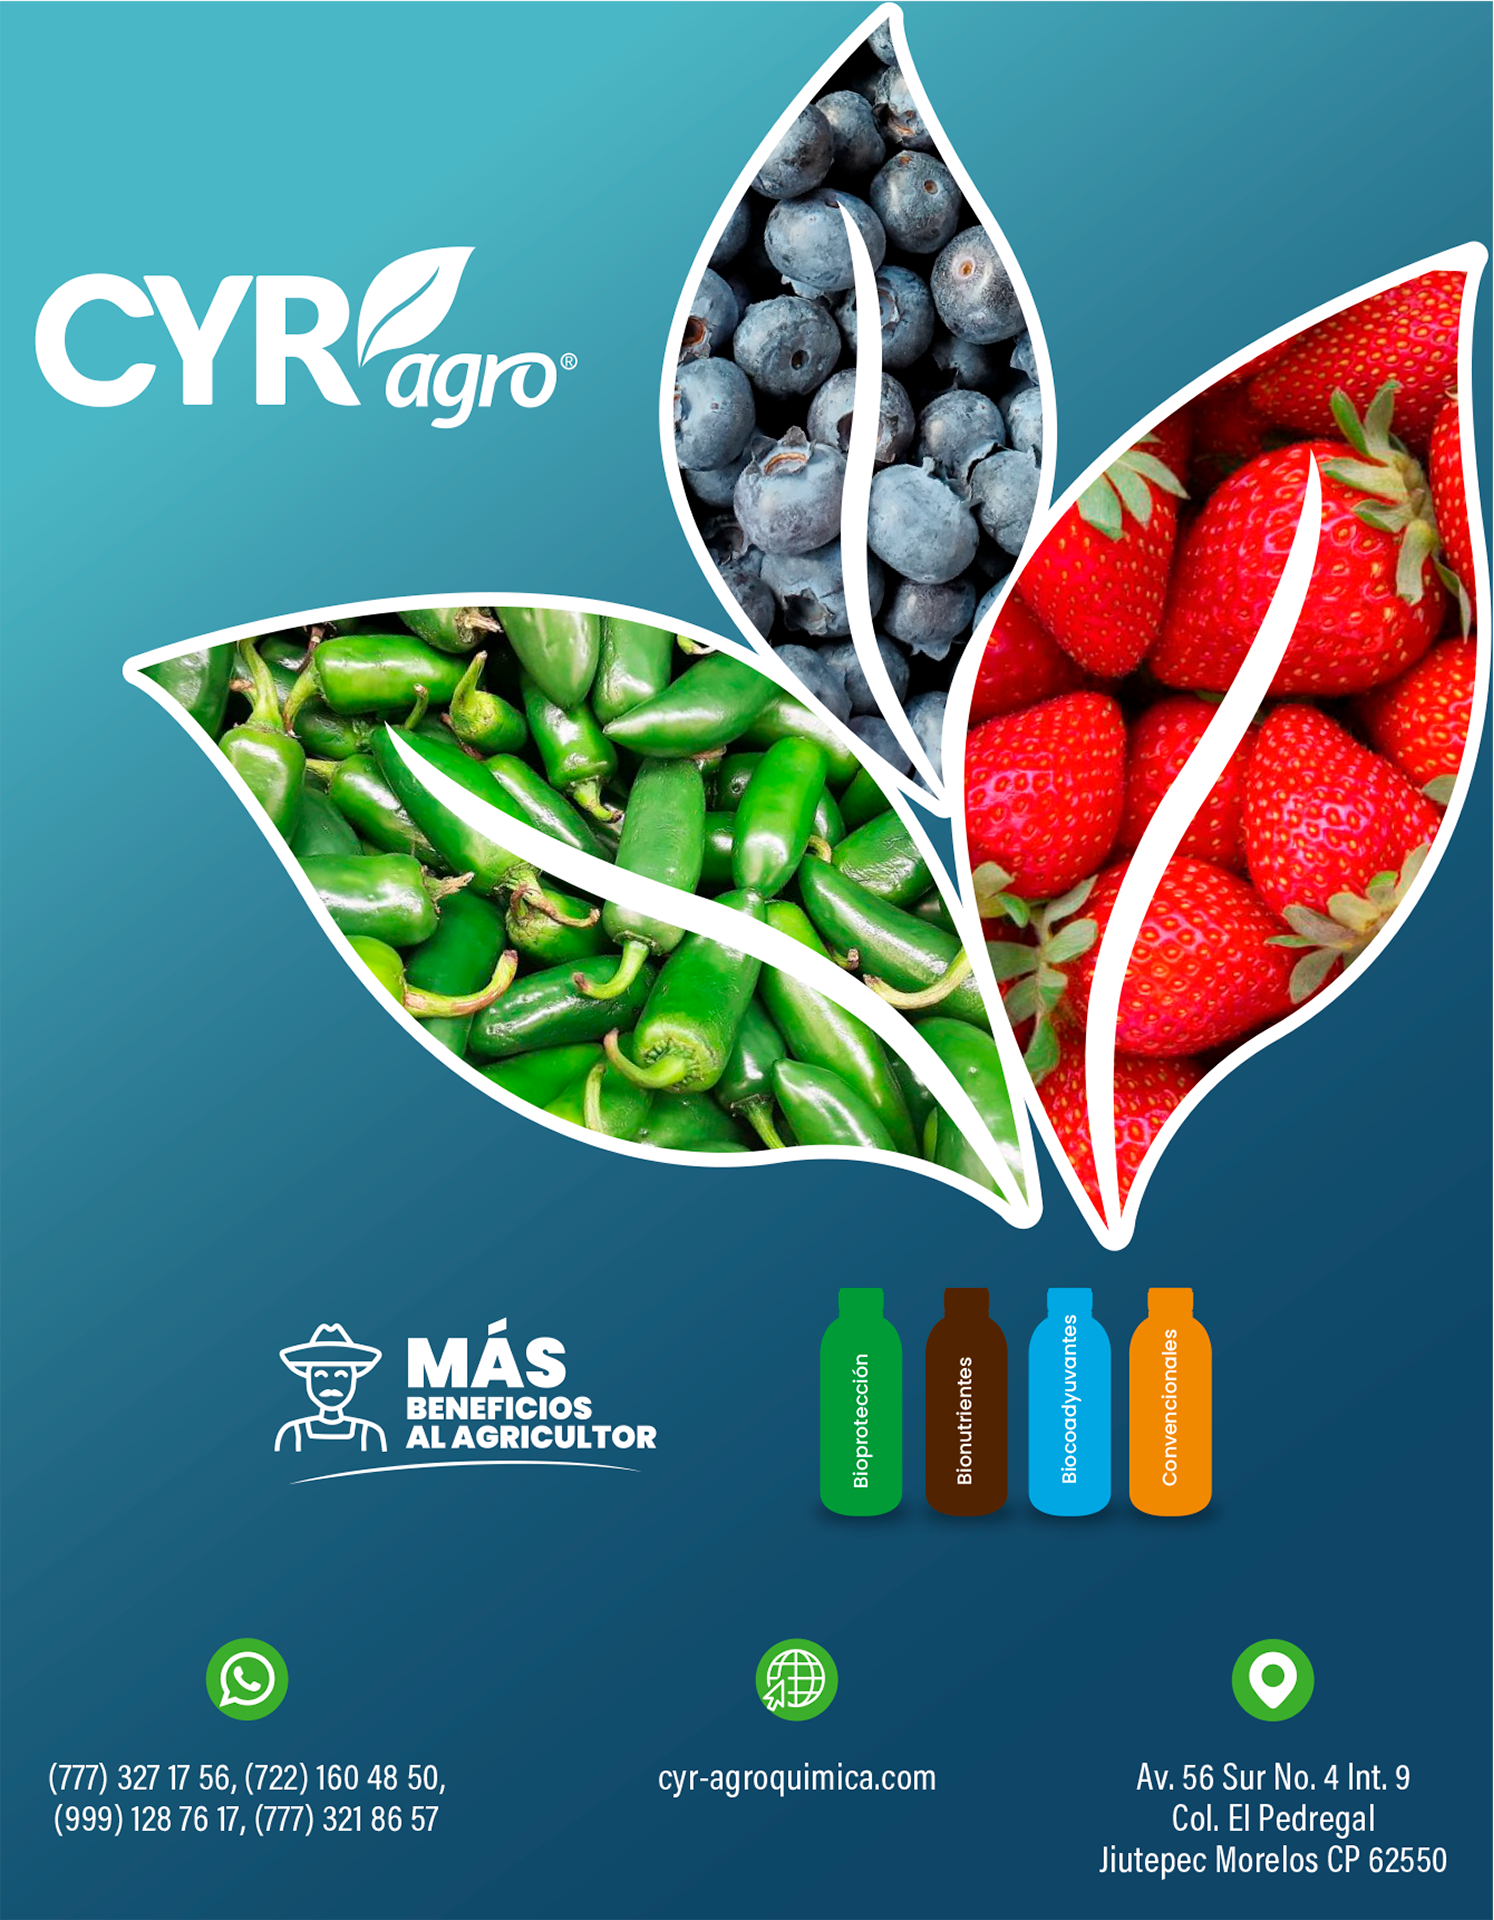 CYR agro®
MÁS
BENEFICIOS
AL AGRICULTOR
Bioprotección
Bionutrientes
Biocoadyuvantes
Convencionales
(777) 327 17 56, (722) 160 48 50,
(999) 128 76 17, (777) 321 86 57
cyr-agroquimica.com
Av. 56 Sur No. 4 Int. 9
Col. El Pedregal
Jiutepec Morelos CP 62550